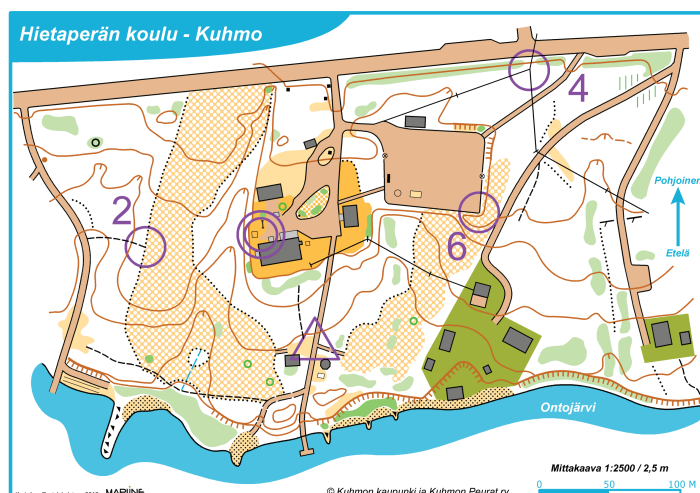 Hietaperän koulu - Kuhmo
4
Pohjoinen
2
Etelä
6
Ontojärvi
Mittakaava 1:2500 / 2,5 m
© Kuhmon kaupunki ja Kuhmon Peurat ry
0 50 100 M